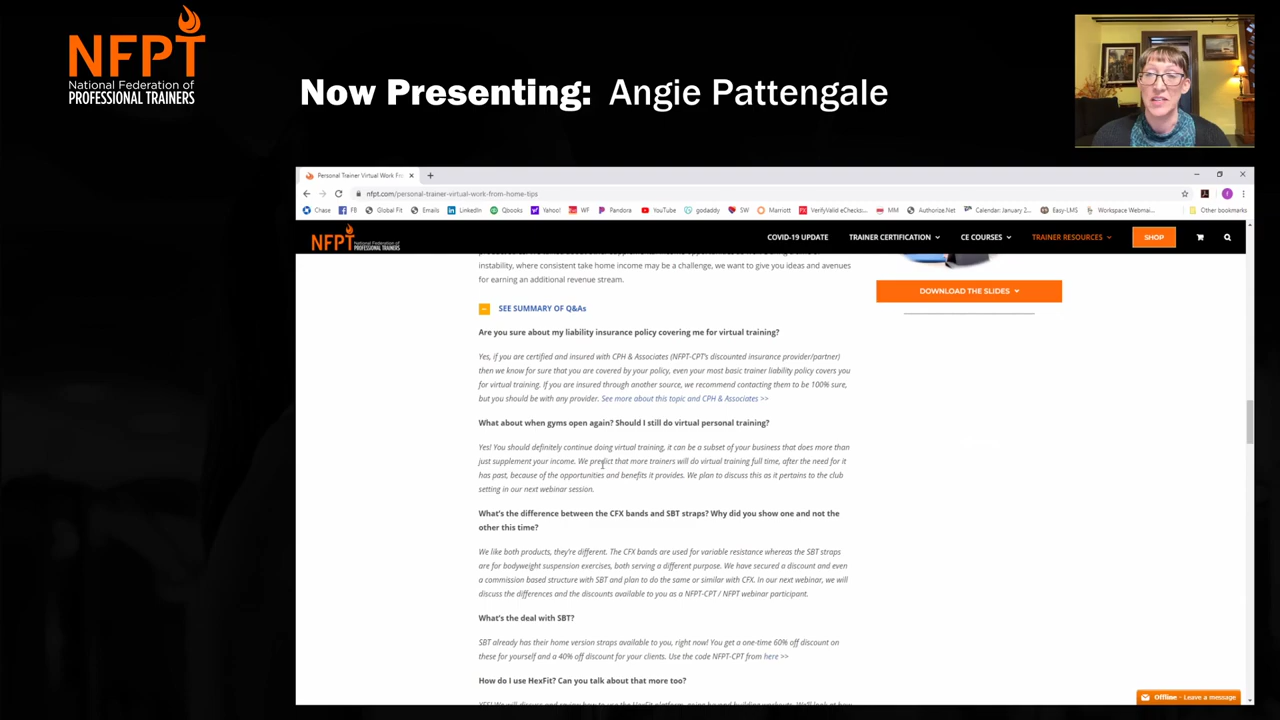 NFPT
National Federation of
PROFESSIONAL TRAINERS
Now Presenting: Angie Pattengale
Personal Trainer Virtual Work Fr
nfpt.com/personal-trainer-virtual-work-from-home-tips
Chase FB Global Fit Emails LinkedIn Qbooks Yahoo! WF Pandora YouTube godaddy SW Marriott VerifyValid eChecks:... MM Authorize.Net Calendar: January 2... Easy-LMS Workspace Webmai... Other bookmarks
NFPT National Federation of PROFESSIONAL TRAINERS
COVID-19 UPDATE TRAINER CERTIFICATION CE COURSES TRAINER RESOURCES SHOP
instability, where consistent take home income may be a challenge, we want to give you ideas and avenues
for earning an additional revenue stream.
DOWNLOAD THE SLIDES
SEE SUMMARY OF Q&As
Are you sure about my liability insurance policy covering me for virtual training?
Yes, if you are certified and insured with CPH & Associates (NFPT-CPT's discounted insurance provider/partner)
then we know for sure that you are covered by your policy, even your most basic trainer liability policy covers you
for virtual training. If you are insured through another source, we recommend contacting them to be 100% sure,
but you should be with any provider. See more about this topic and CPH & Associates >>
What about when gyms open again? Should I still do virtual personal training?
Yes! You should definitely continue doing virtual training, it can be a subset of your business that does more than
just supplement your income. We predict that more trainers will do virtual training full time, after the need for it
has past, because of the opportunities and benefits it provides. We plan to discuss this as it pertains to the club
setting in our next webinar session.
What's the difference between the CFX bands and SBT straps? Why did you show one and not the
other this time?
We like both products, they're different. The CFX bands are used for variable resistance whereas the SBT straps
are for bodyweight suspension exercises, both serving a different purpose. We have secured a discount and even
a commission based structure with SBT and plan to do the same or similar with CFX. In our next webinar, we will
discuss the differences and the discounts available to you as a NFPT-CPT / NFPT webinar participant.
What's the deal with SBT?
SBT already has their home version straps available to you, right now! You get a one-time 60% off discount on
these for yourself and a 40% off discount for your clients. Use the code NFPT-CPT from here >>
How do I use HexFit? Can you talk about that more too?
Offline - Leave a message